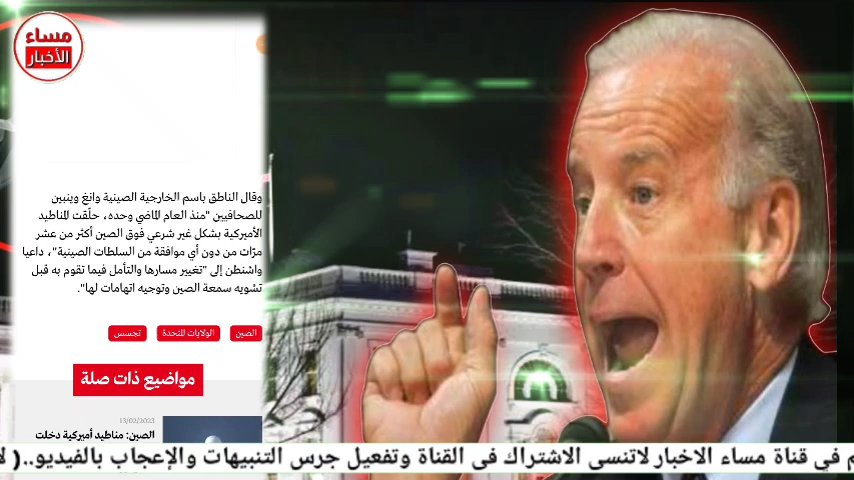 مساء
الأخبار
وقال الناطق باسم الخارجية الصينية وانغ وينبين
للصحافيين "منذ العام الماضي وحده، حلّقت المناطيد
الأميركية بشكل غير شرعي فوق الصين أكثر من عشر
مرّات من دون أي موافقة من السلطات الصينية"، داعيا
واشنطن إلى "تغيير مسارها والتأمل فيما تقوم به قبل
تشويه سمعة الصين وتوجيه اتهامات لها".
الصين
الولايات المتحدة
تجسس
مواضيع ذات صلة
13/02/2023
الصين: مناطيد أميركية دخلت
م في قناة مساء الاخبار لاتنسى الاشتراك في القناة وتفعيل جرس التنبيهات والإعجاب بالفيديو..( لا